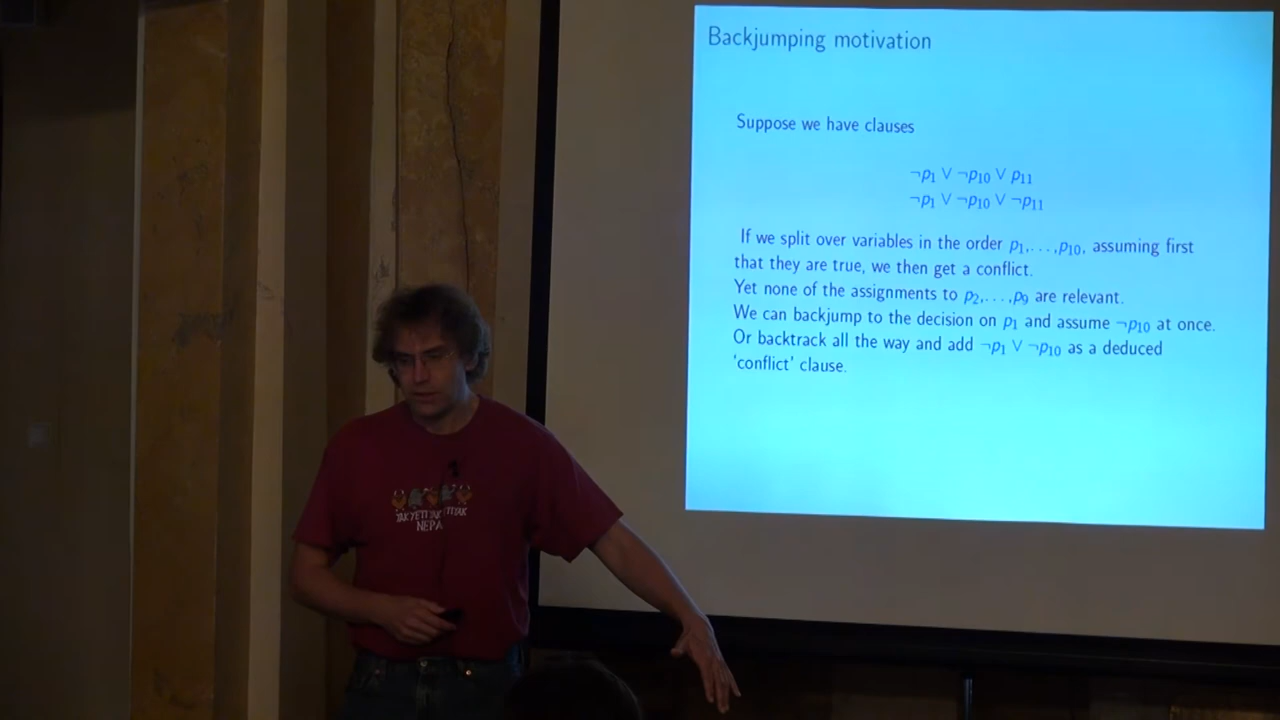 Backjumping motivation
Suppose we have clauses
¬p1 ∨ ¬p10 ∨ p11
¬p1 ∨ ¬p10 ∨ ¬p11
If we split over variables in the order p1,...,p10, assuming first
that they are true, we then get a conflict.
Yet none of the assignments to p2,...,p9 are relevant.
We can backjump to the decision on p1 and assume ¬p10 at once.
Or backtrack all the way and add ¬p1 ∨ ¬p10 as a deduced
'conflict' clause.